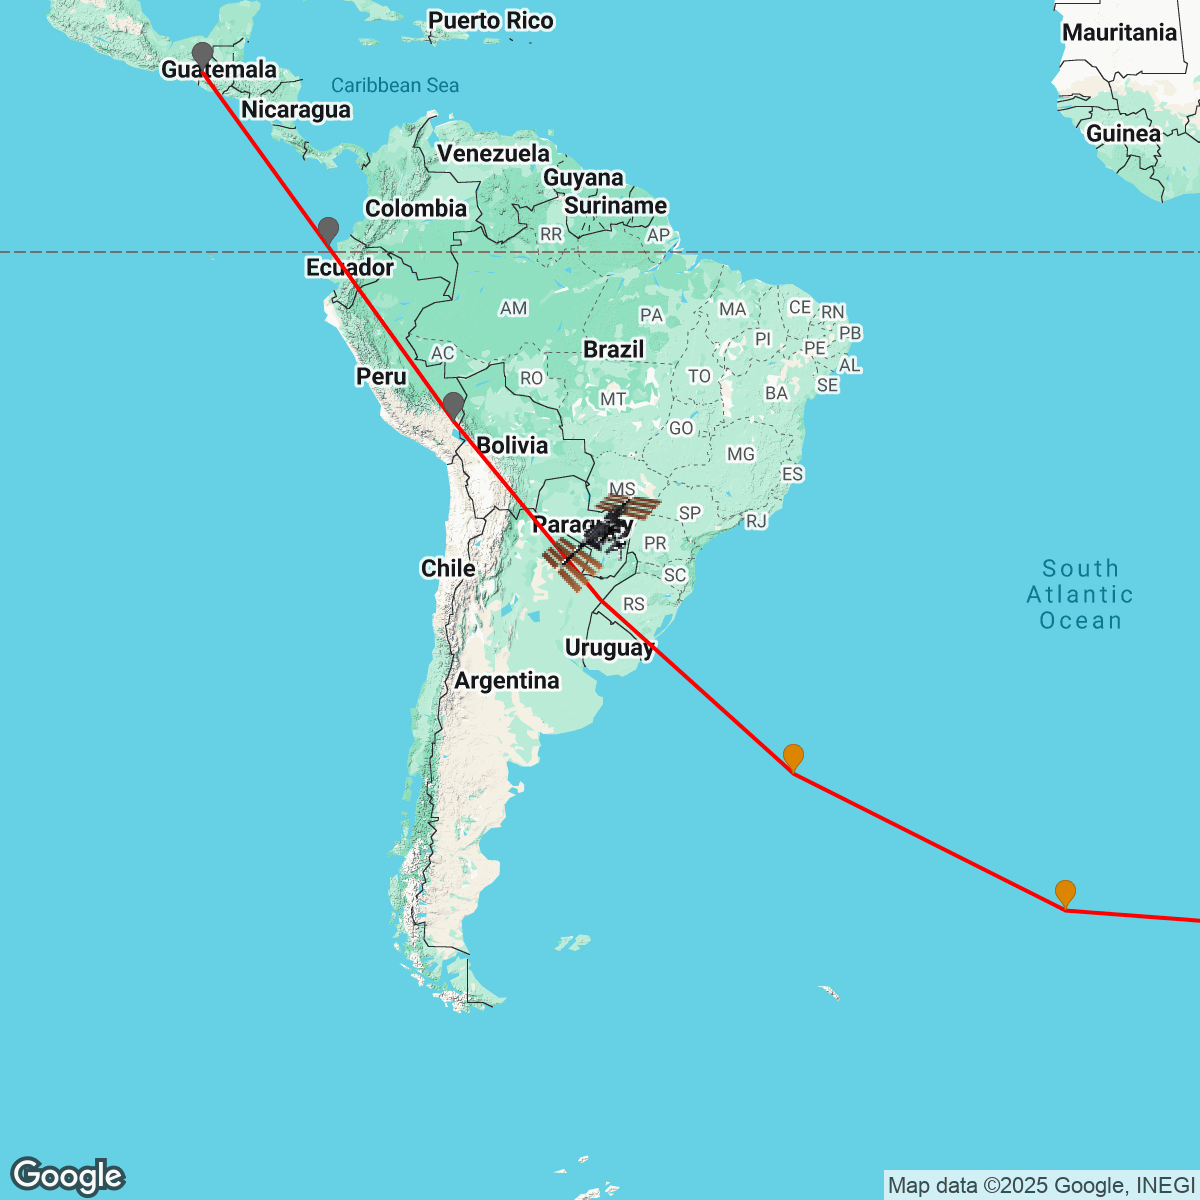 Puerto Rico
Mauritania
Guatemala
Caribbean Sea
Nicaragua
Guinea
Venezuela
Guyana
Suriname
Colombia
RR
AP
Ecuador
AM
PA
MA
CE
RN
PB
PI
PE
AL
Brazil
AC
RO
TO
SE
Peru
MT
BA
GO
Bolivia
MG
ES
MS
SP
RJ
Paraguay
PR
Chile
SC
South
Atlantic
Ocean
RS
Uruguay
Argentina
Google
Map data ©2025 Google, INEGI